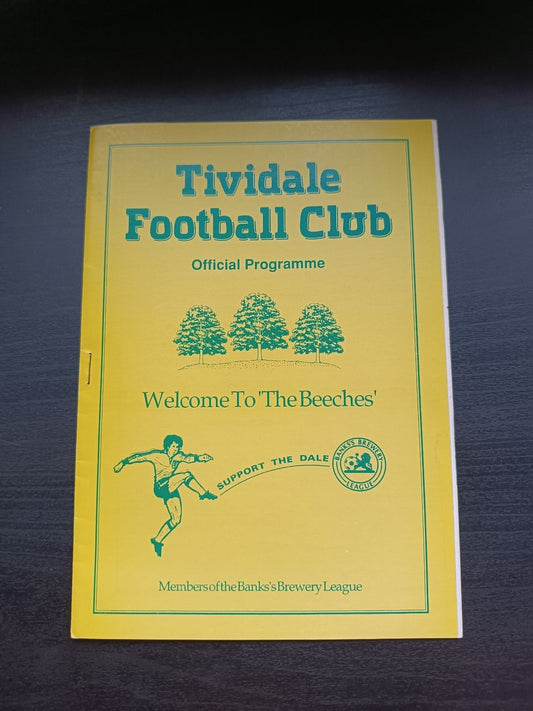 Tividale
Football Club
Official Programme
Welcome To 'The Beeches'
SUPPORT THE DALE
BANKS'S BREWERY
LEAGUE
Members of the Banks's Brewery League